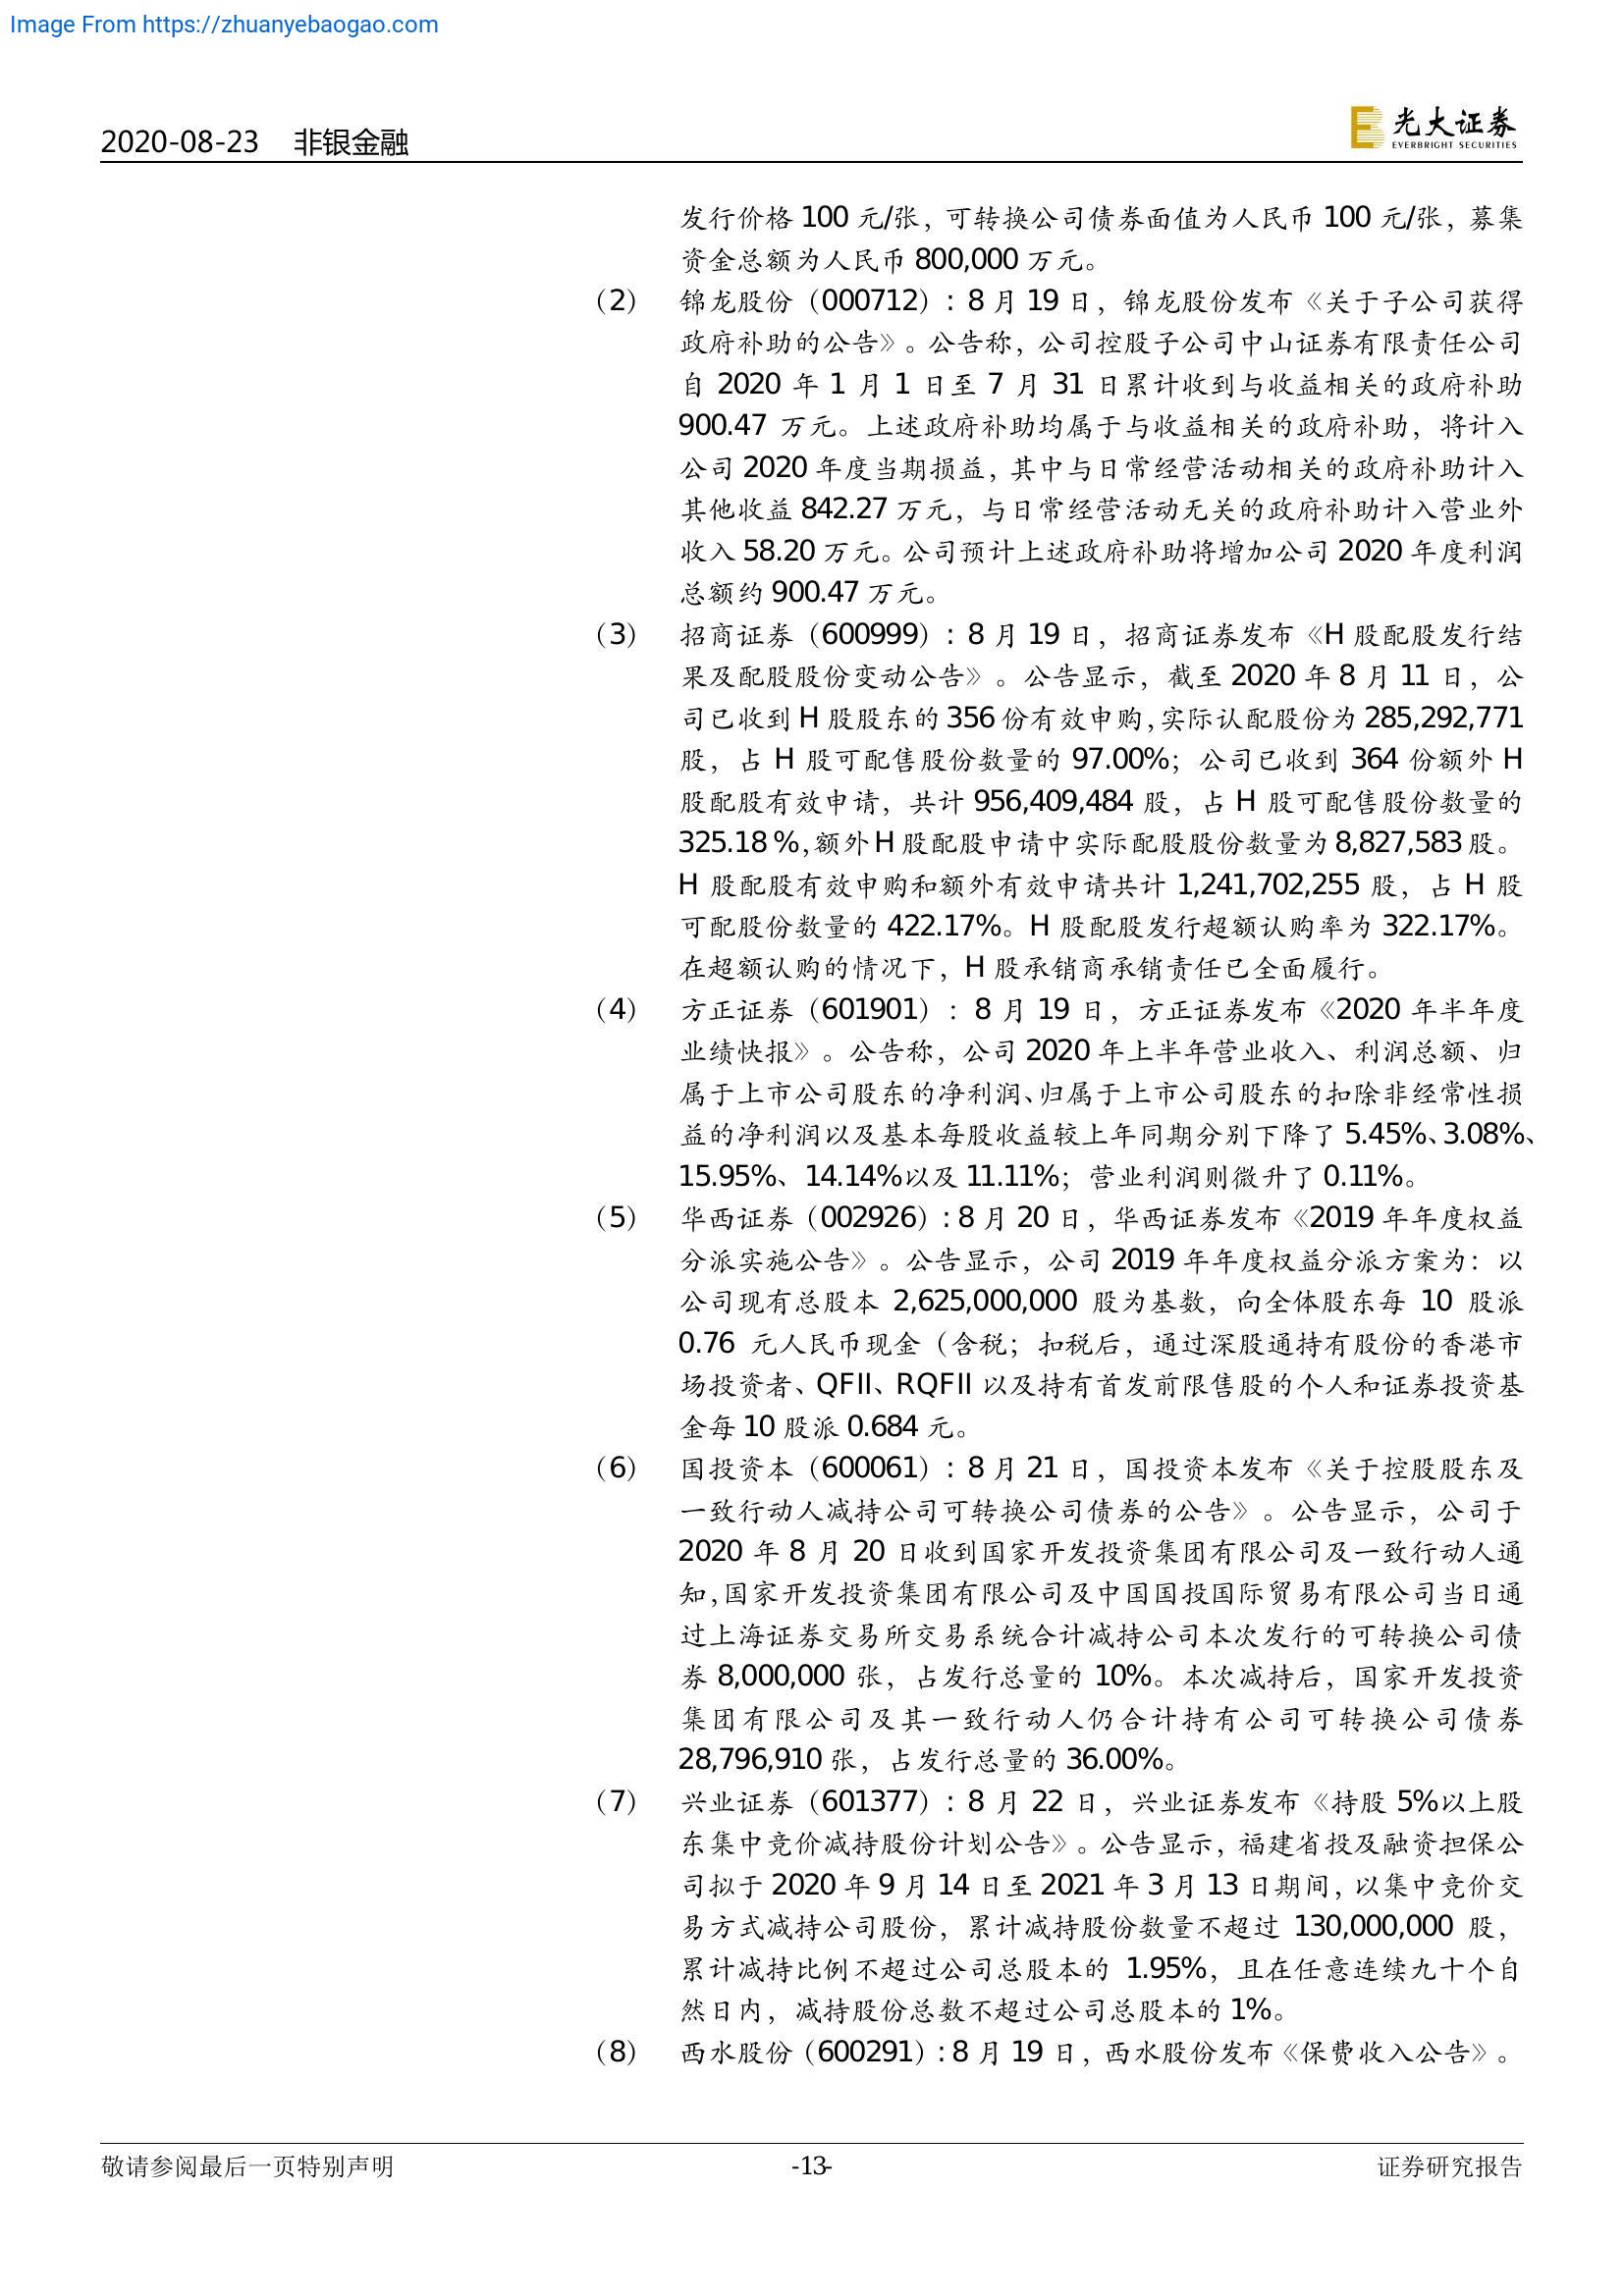 Image From https://zhuanyebaogao.com
2020-08-23 非银金融
光大证券
EVERBRIGHT SECURITIES
发行价格 100 元/张，可转换公司债券面值为人民币 100 元/张，募集
资金总额为人民币 800,000 万元。
（2） 锦龙股份（000712）：8 月 19 日，锦龙股份发布《关于子公司获得
政府补助的公告》。公告称，公司控股子公司中山证券有限责任公司
自 2020 年 1 月 1 日至 7 月 31 日累计收到与收益相关的政府补助
900.47 万元。上述政府补助均属于与收益相关的政府补助，将计入
公司 2020 年度当期损益，其中与日常经营活动相关的政府补助计入
其他收益 842.27 万元，与日常经营活动无关的政府补助计入营业外
收入 58.20 万元。公司预计上述政府补助将增加公司 2020 年度利润
总额约 900.47 万元。
（3） 招商证券（600999）：8 月 19 日，招商证券发布《H 股配股发行结
果及配股股份变动公告》。公告显示，截至 2020 年 8 月 11 日，公
司已收到 H 股股东的 356 份有效申购，实际认配股份为 285,292,771
股，占 H 股可配售股份数量的 97.00%；公司已收到 364 份额外 H
股配股有效申请，共计 956,409,484 股，占 H 股可配售股份数量的
325.18 %，额外 H 股配股申请中实际配股股份数量为 8,827,583 股。
H 股配股有效申购和额外有效申请共计 1,241,702,255 股，占 H 股
可配股份数量的 422.17%。H 股配股发行超额认购率为 322.17%。
在超额认购的情况下，H 股承销商承销责任已全面履行。
（4） 方正证券（601901）：8 月 19 日，方正证券发布《2020 年半年度
业绩快报》。公告称，公司 2020 年上半年营业收入、利润总额、归
属于上市公司股东的净利润、归属于上市公司股东的扣除非经常性损
益的净利润以及基本每股收益较上年同期分别下降了 5.45%、3.08%、
15.95%、14.14%以及 11.11%；营业利润则微升了 0.11%。
（5） 华西证券（002926）：8 月 20 日，华西证券发布《2019 年年度权益
分派实施公告》。公告显示，公司 2019 年年度权益分派方案为：以
公司现有总股本 2,625,000,000 股为基数，向全体股东每 10 股派
0.76 元人民币现金（含税；扣税后，通过深股通持有股份的香港市
场投资者、QFII、RQFII 以及持有首发前限售股的个人和证券投资基
金每 10 股派 0.684 元。
（6） 国投资本（600061）：8 月 21 日，国投资本发布《关于控股股东及
一致行动人减持公司可转换公司债券的公告》。公告显示，公司于
2020 年 8 月 20 日收到国家开发投资集团有限公司及一致行动人通
知，国家开发投资集团有限公司及中国国投国际贸易有限公司当日通
过上海证券交易所交易系统合计减持公司本次发行的可转换公司债
券 8,000,000 张，占发行总量的 10%。本次减持后，国家开发投资
集团有限公司及其一致行动人仍合计持有公司可转换公司债券
28,796,910 张，占发行总量的 36.00%。
（7） 兴业证券（601377）：8 月 22 日，兴业证券发布《持股 5%以上股
东集中竞价减持股份计划公告》。公告显示，福建省投及融资担保公
司拟于 2020 年 9 月 14 日至 2021 年 3 月 13 日期间，以集中竞价交
易方式减持公司股份，累计减持股份数量不超过 130,000,000 股，
累计减持比例不超过公司总股本的 1.95%，且在任意连续九十个自
然日内，减持股份总数不超过公司总股本的 1%。
（8） 西水股份（600291）：8 月 19 日，西水股份发布《保费收入公告》。
敬请参阅最后一页特别声明 -13- 证券研究报告